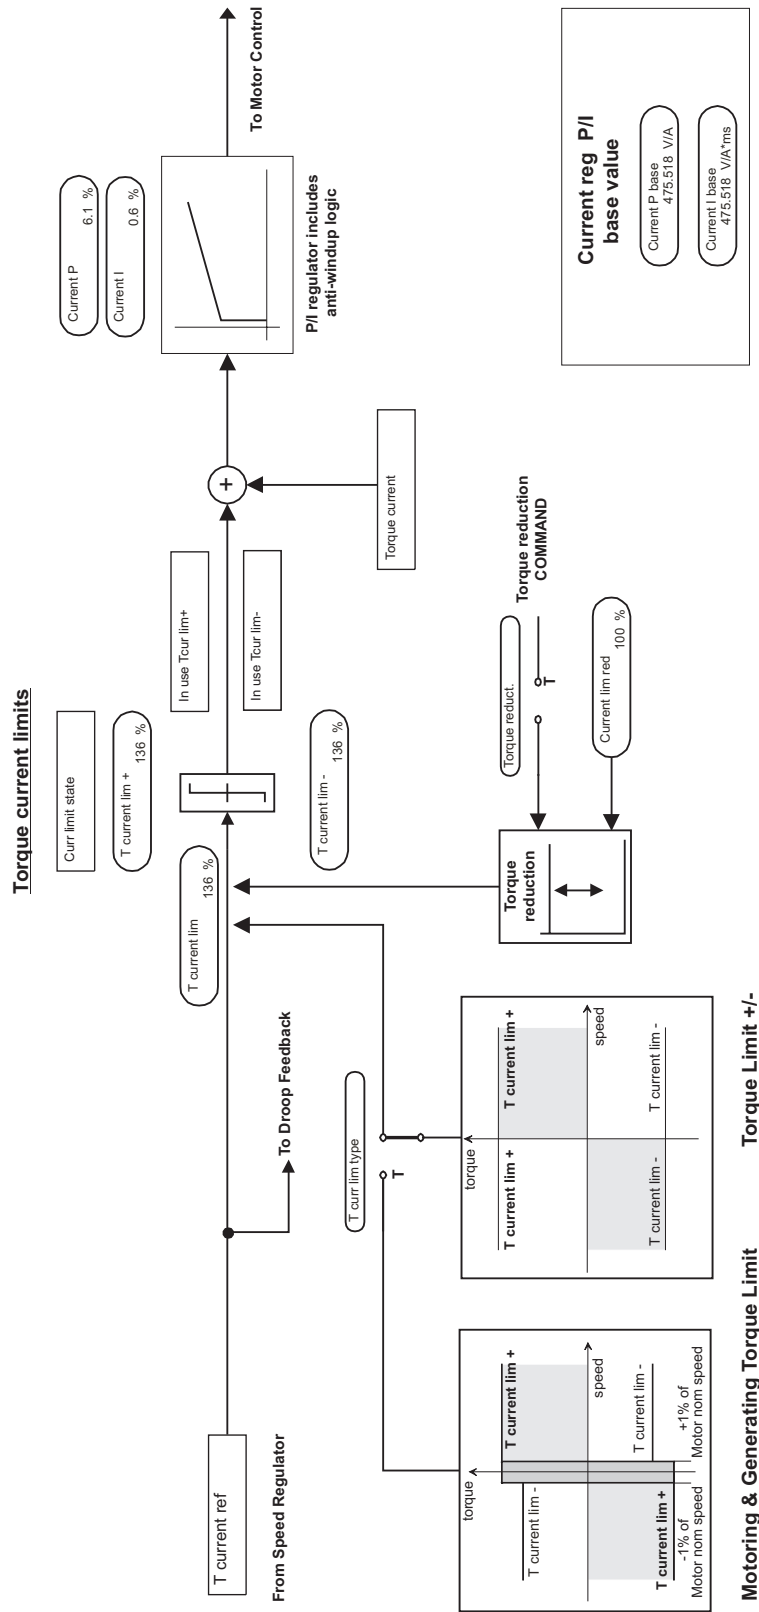 Torque current limits
T current ref
From Speed Regulator
To Droop Feedback
T current lim
136 %
Curr limit state
T current lim +
136 %
T current lim -
136 %
In use Tcur lim+
In use Tcur lim-
+
Torque current
Current P
6.1 %
Current I
0.6 %
P/I regulator includes
anti-windup logic
To Motor Control
T curr lim type
T
Torque
reduction
Torque reduct.
T
Torque reduction
COMMAND
Current lim red
100 %
torque
T current lim +
T current lim -
speed
T current lim +
T current lim -
-1% of
Motor nom speed
+1% of
Motor nom speed
Motoring & Generating Torque Limit
torque
T current lim +
T current lim +
speed
T current lim -
T current lim -
Torque Limit +/-
Current reg P/I
base value
Current P base
475.518 V/A
Current I base
475.518 V/A*ms